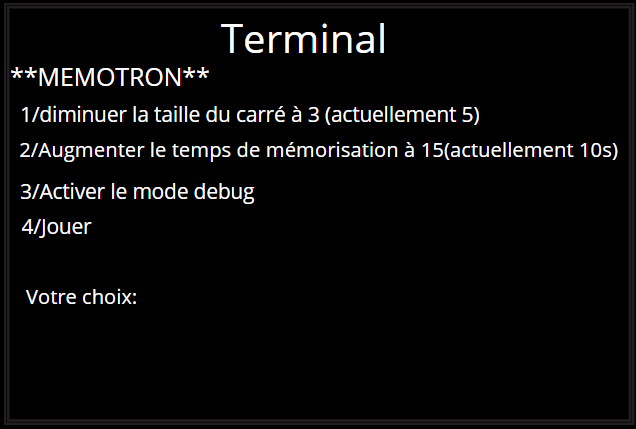 Terminal
**MEMOTRON**
1/diminuer la taille du carré à 3 (actuellement 5)
2/Augmenter le temps de mémorisation à 15(actuellement 10s)
3/Activer le mode debug
4/Jouer
Votre choix: